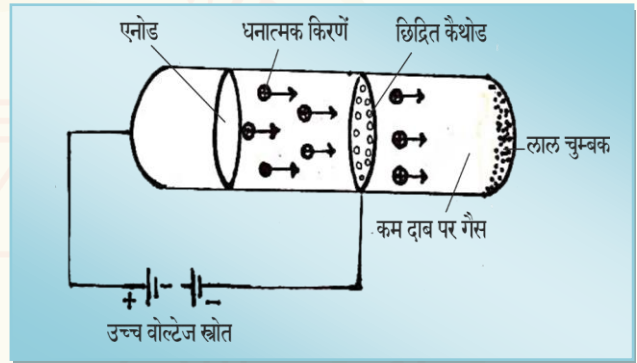 एनोड
धनात्मक किरणें
छिद्रित कैथोड
लाल चुम्बक
कम दाब पर गैस
+ - -
उच्च वोल्टेज स्त्रोत